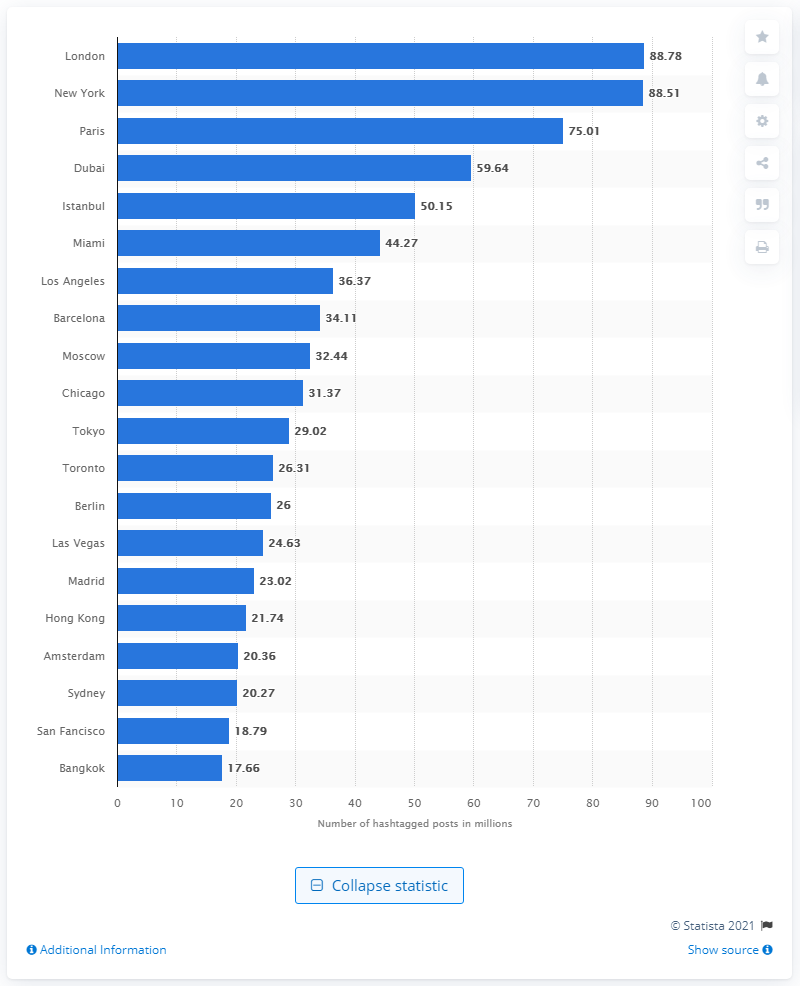 London 88.78
New York 88.51
Paris 75.01
Dubai 59.64
Istanbul 50.15
Miami 44.27
Los Angeles 36.37
Barcelona 34.11
Moscow 32.44
Chicago 31.37
Tokyo 29.02
Toronto 26.31
Berlin 26
Las Vegas 24.63
Madrid 23.02
Hong Kong 21.74
Amsterdam 20.36
Sydney 20.27
San Fancisco 18.79
Bangkok 17.66
0 10 20 30 40 50 60 70 80 90 100
Number of hashtagged posts in millions
Collapse statistic
© Statista 2021
Additional Information Show source